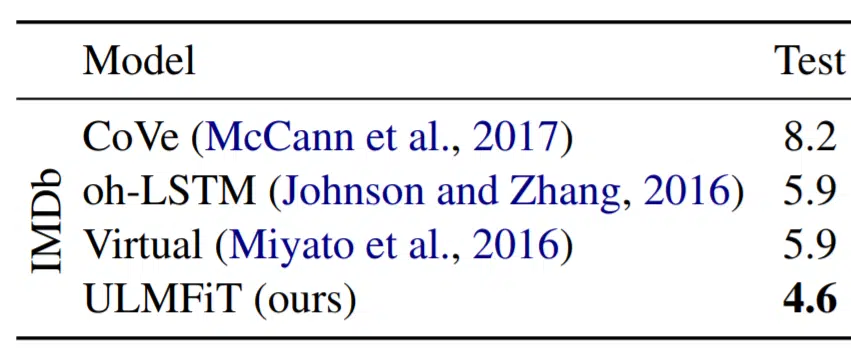 Model Test
IMDb
CoVe (McCann et al., 2017) 8.2
oh-LSTM (Johnson and Zhang, 2016) 5.9
Virtual (Miyato et al., 2016) 5.9
ULMFiT (ours) 4.6